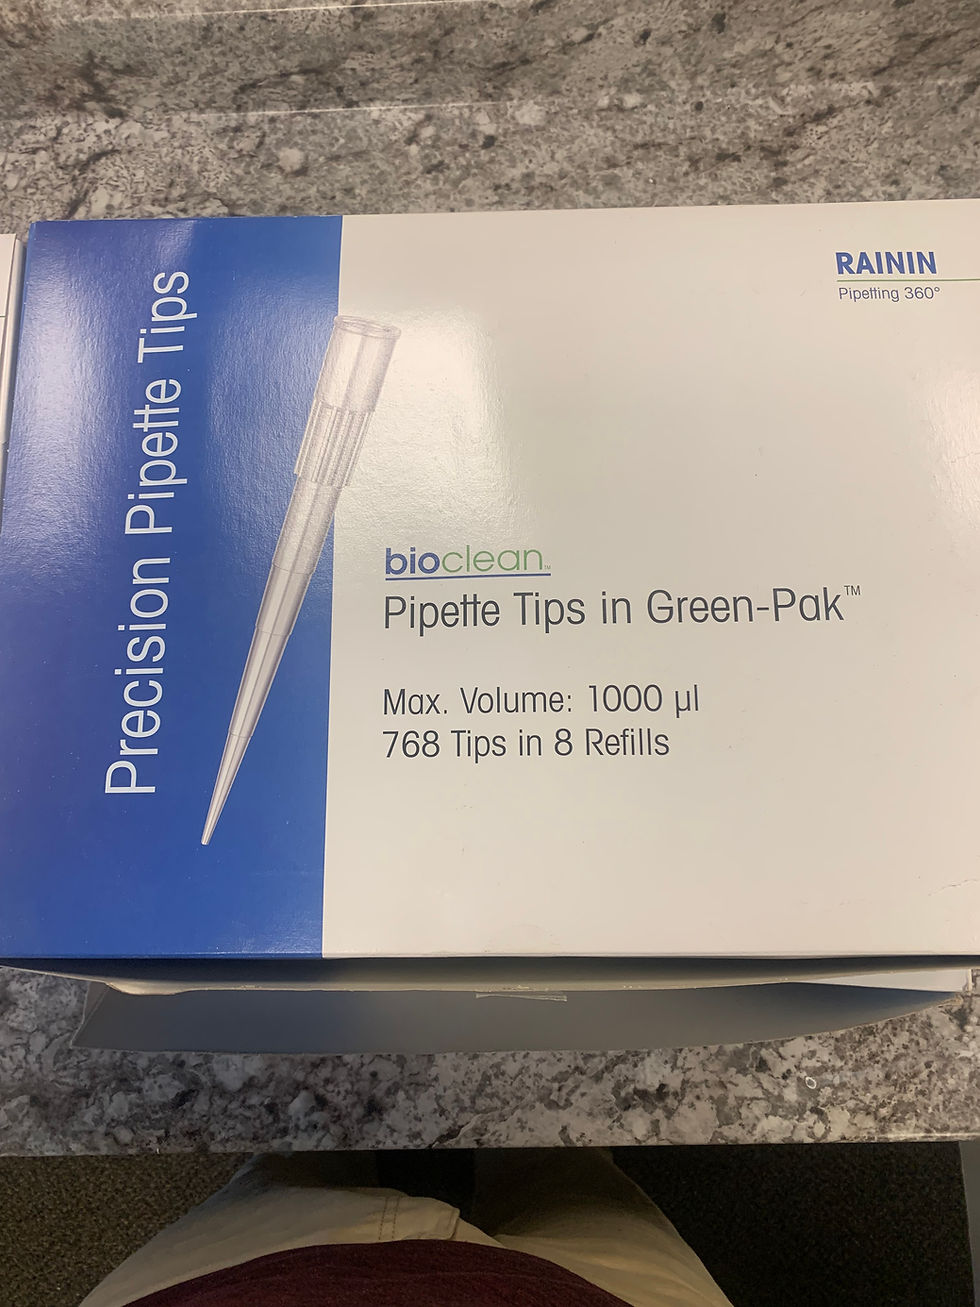 Precision Pipette Tips
RAININ
Pipetting 360°
bioclean™
Pipette Tips in Green-Pak™
Max. Volume: 1000 µl
768 Tips in 8 Refills